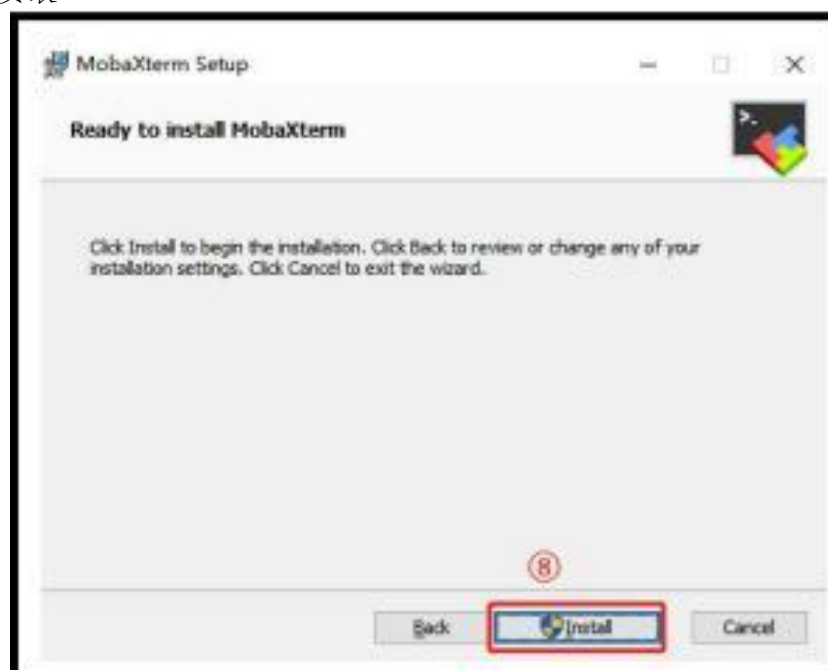 MobaXterm Setup
Ready to install MobaXterm
Click Install to begin the installation. Click Back to review or change any of your
installation settings. Click Cancel to exit the wizard.
⑧
Back Install Cancel